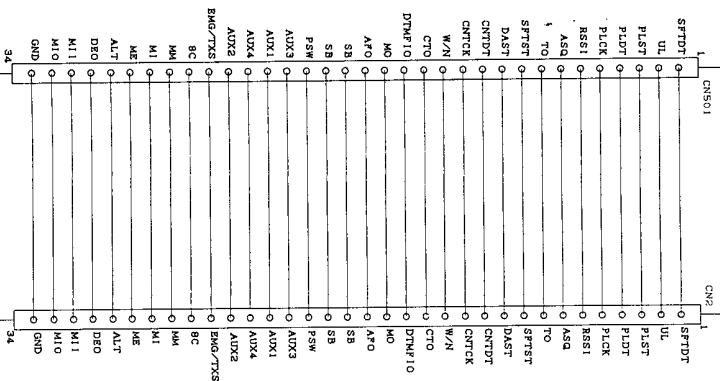 CN501
1
SFTDT
UL
PLST
PLDT
PLCK
RSSI
ASQ
TO
SFTST
DAST
CNTDT
CNTCK
W/N
CTO
DTMFIO
MO
AFO
SB
SB
PSW
AUX3
AUX1
AUX4
AUX2
EMG/TXS
8C
MM
MI
ME
ALT
DEO
MI1
MIO
GND
34
CN2
1
SFTDT
UL
PLST
PLDT
PLCK
RSSI
ASQ
TO
SFTST
DAST
CNTDT
CNTCK
W/N
CTO
DTMFIO
MO
AFO
SB
SB
PSW
AUX3
AUX1
AUX4
AUX2
EMG/TXS
8C
MM
MI
ME
ALT
DEO
MI1
MIO
GND
34